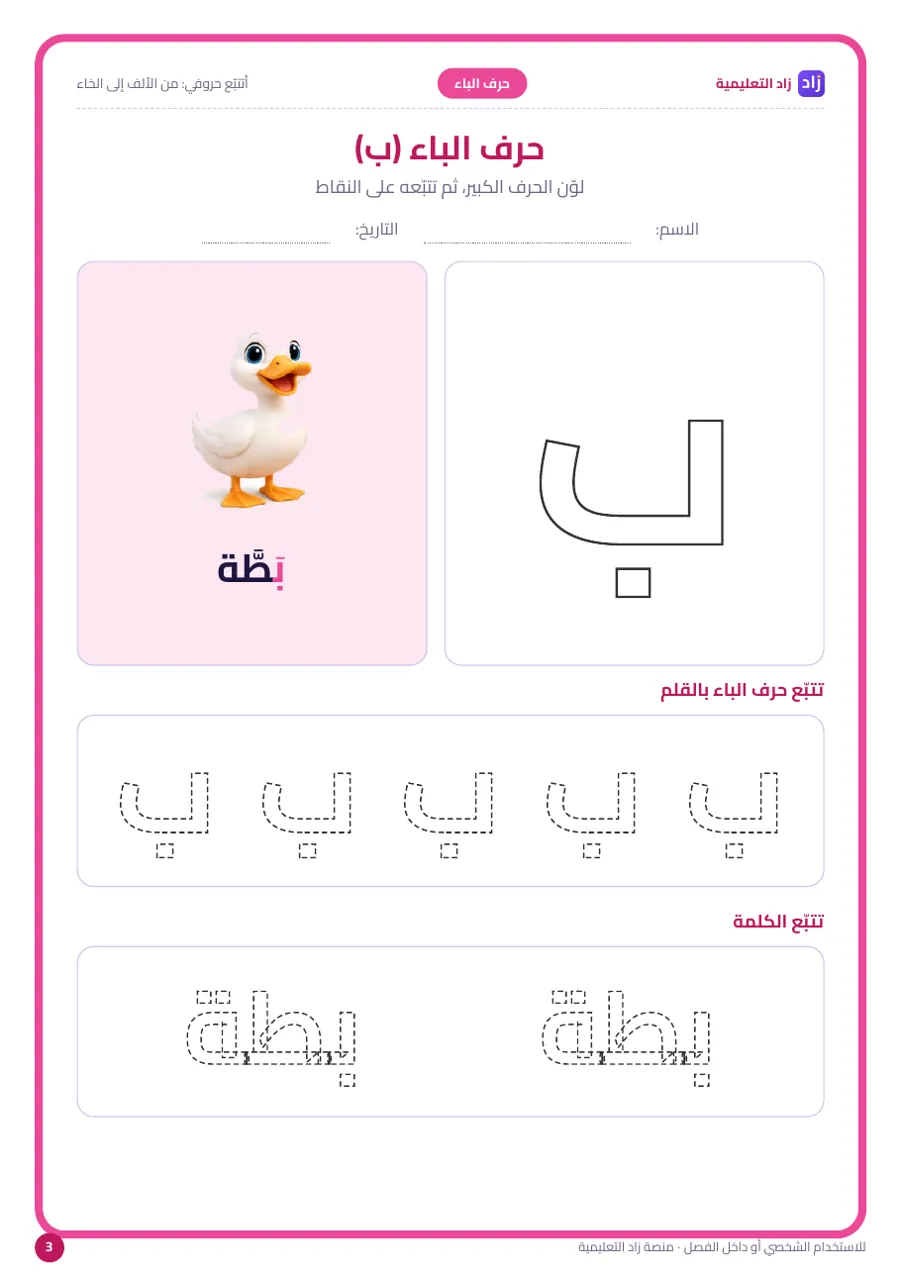 زاد زاد التعليمية
حرف الباء
أتتبّع حروفي: من الألف إلى الخاء
حرف الباء (ب)
لوّن الحرف الكبير، ثم تتبّعه على النقاط
الاسم: التاريخ:
ب
بَطَّة
تتبّع حرف الباء بالقلم
ب ب ب ب ب
تتبّع الكلمة
بطة بطة
للاستخدام الشخصي أو داخل الفصل · منصة زاد التعليمية
3